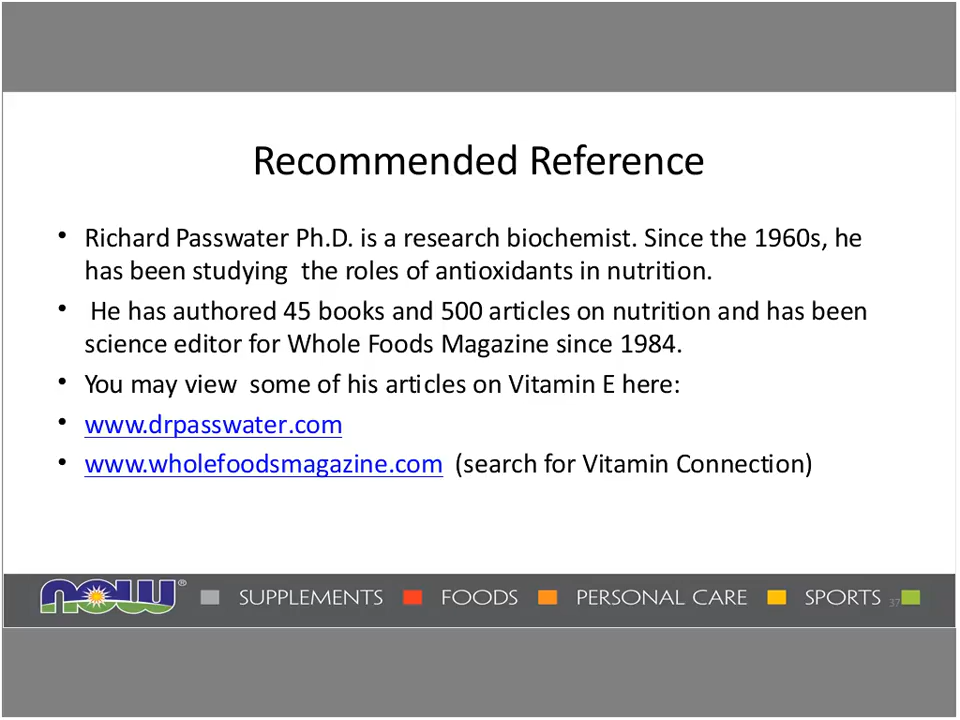 Recommended Reference
• Richard Passwater Ph.D. is a research biochemist. Since the 1960s, he
has been studying  the roles of antioxidants in nutrition.
•  He has authored 45 books and 500 articles on nutrition and has been
science editor for Whole Foods Magazine since 1984.
• You may view  some of his articles on Vitamin E here:
• www.drpasswater.com
• www.wholefoodsmagazine.com  (search for Vitamin Connection)
now® SUPPLEMENTS FOODS PERSONAL CARE SPORTS 37